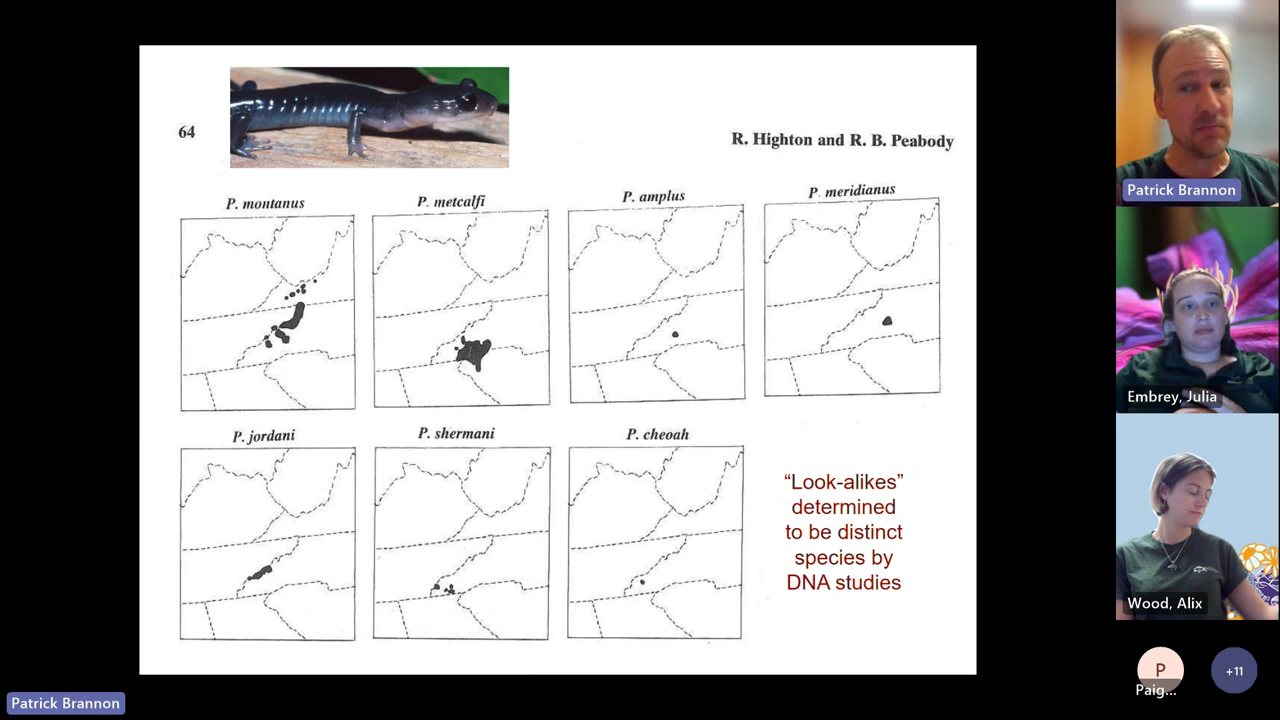 64
R. Highton and R. B. Peabody
P. montanus
P. metcalfi
P. amplus
P. meridianus
P. jordani
P. shermani
P. cheoah
“Look-alikes”
determined
to be distinct
species by
DNA studies
Patrick Brannon
Embrey, Julia
Wood, Alix
P
+11
Paig...
Patrick Brannon